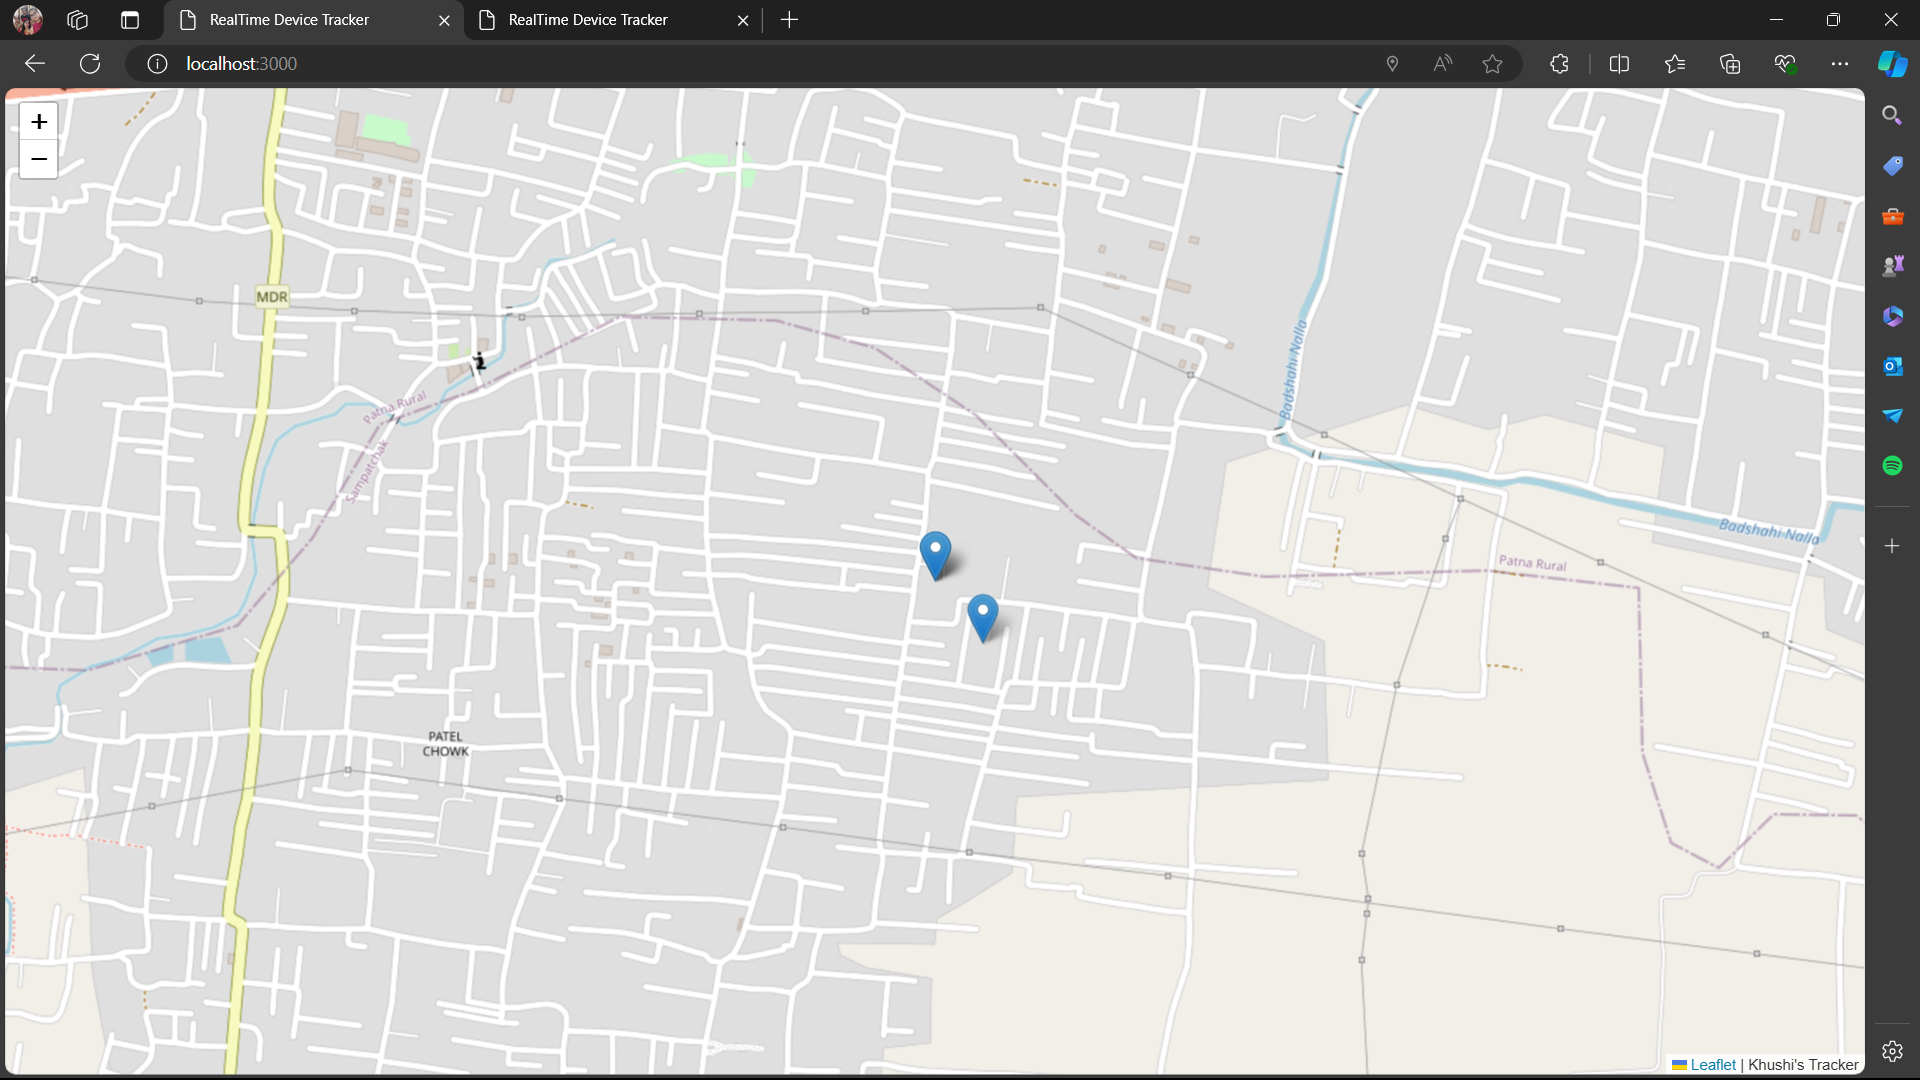 RealTime Device Tracker
RealTime Device Tracker
localhost:3000
+
−
MDR
Badshahi Nalla
Patna Rural
Sampatchak
Badshahi Nalla
Patna Rural
PATEL
CHOWK
Leaflet | Khushi's Tracker